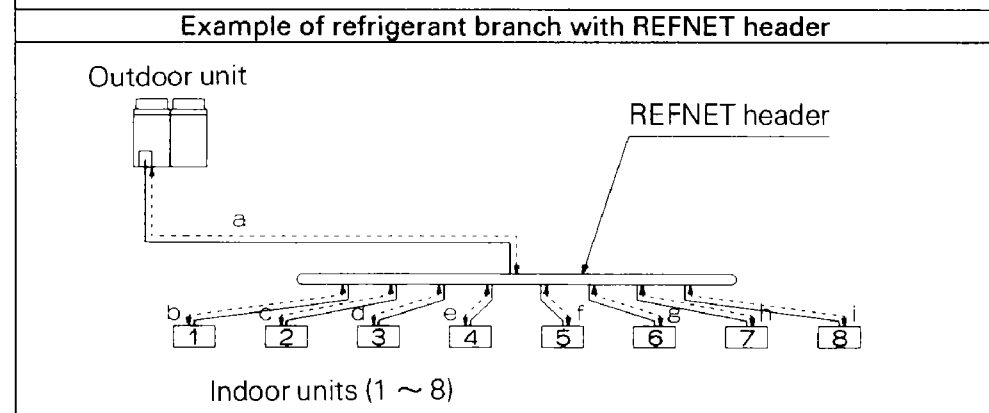 Example of refrigerant branch with REFNET header
Outdoor unit
REFNET header
a
b c d e f g h i
1 2 3 4 5 6 7 8
Indoor units (1 ~ 8)